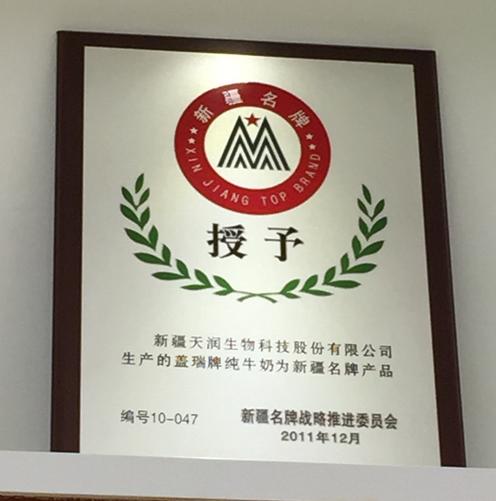 新疆名牌
XIN JIANG TOP BRAND
授予
新疆天润生物科技股份有限公司
生产的盖瑞牌纯牛奶为新疆名牌产品
编号10-047
新疆名牌战略推进委员会
2011年12月